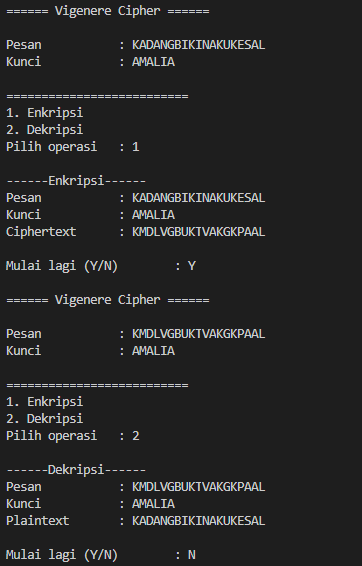 ====== Vigenere Cipher ======
Pesan : KADANGBIKINAKUKESAL
Kunci : AMALIA
==========================
1. Enkripsi
2. Dekripsi
Pilih operasi : 1
------Enkripsi------
Pesan : KADANGBIKINAKUKESAL
Kunci : AMALIA
Ciphertext : KMDLVGBUKTVAKGKPAAL
Mulai lagi (Y/N) : Y
====== Vigenere Cipher ======
Pesan : KMDLVGBUKTVAKGKPAAL
Kunci : AMALIA
==========================
1. Enkripsi
2. Dekripsi
Pilih operasi : 2
------Dekripsi------
Pesan : KMDLVGBUKTVAKGKPAAL
Kunci : AMALIA
Plaintext : KADANGBIKINAKUKESAL
Mulai lagi (Y/N) : N